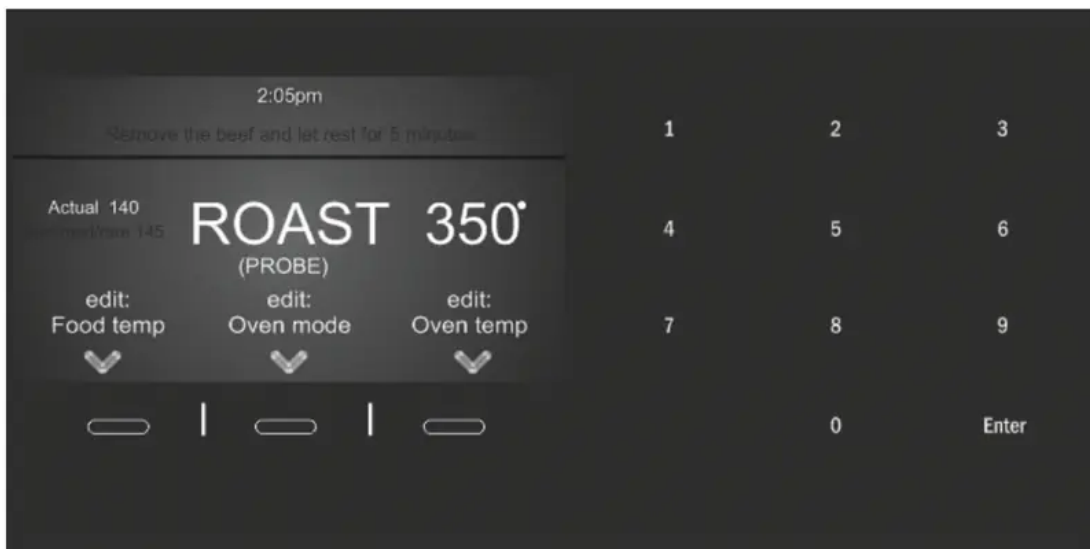 2:05pm
Remove the beef and let rest for 5 minutes
Actual 140
145
ROAST 350°
(PROBE)
edit:
Food temp
edit:
Oven mode
edit:
Oven temp
1 2 3
4 5 6
7 8 9
0 Enter